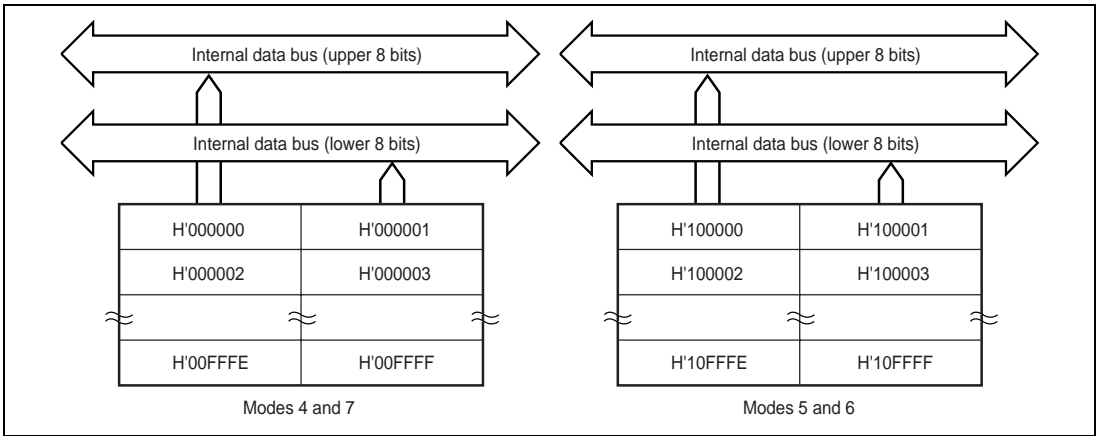 Internal data bus (upper 8 bits)
Internal data bus (lower 8 bits)
H'000000 H'000001
H'000002 H'000003
H'00FFFE H'00FFFF
Modes 4 and 7
Internal data bus (upper 8 bits)
Internal data bus (lower 8 bits)
H'100000 H'100001
H'100002 H'100003
H'10FFFE H'10FFFF
Modes 5 and 6